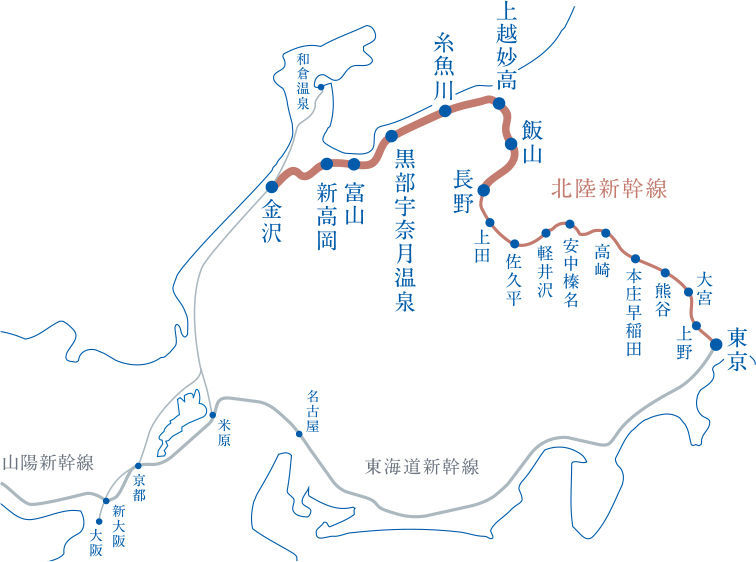 和倉温泉
金沢
新高岡
富山
黒部宇奈月温泉
糸魚川
上越妙高
飯山
長野
北陸新幹線
上田
佐久平
軽井沢
安中榛名
高崎
本庄早稲田
熊谷
大宮
上野
東京
東海道新幹線
名古屋
米原
京都
新大阪
大阪
山陽新幹線